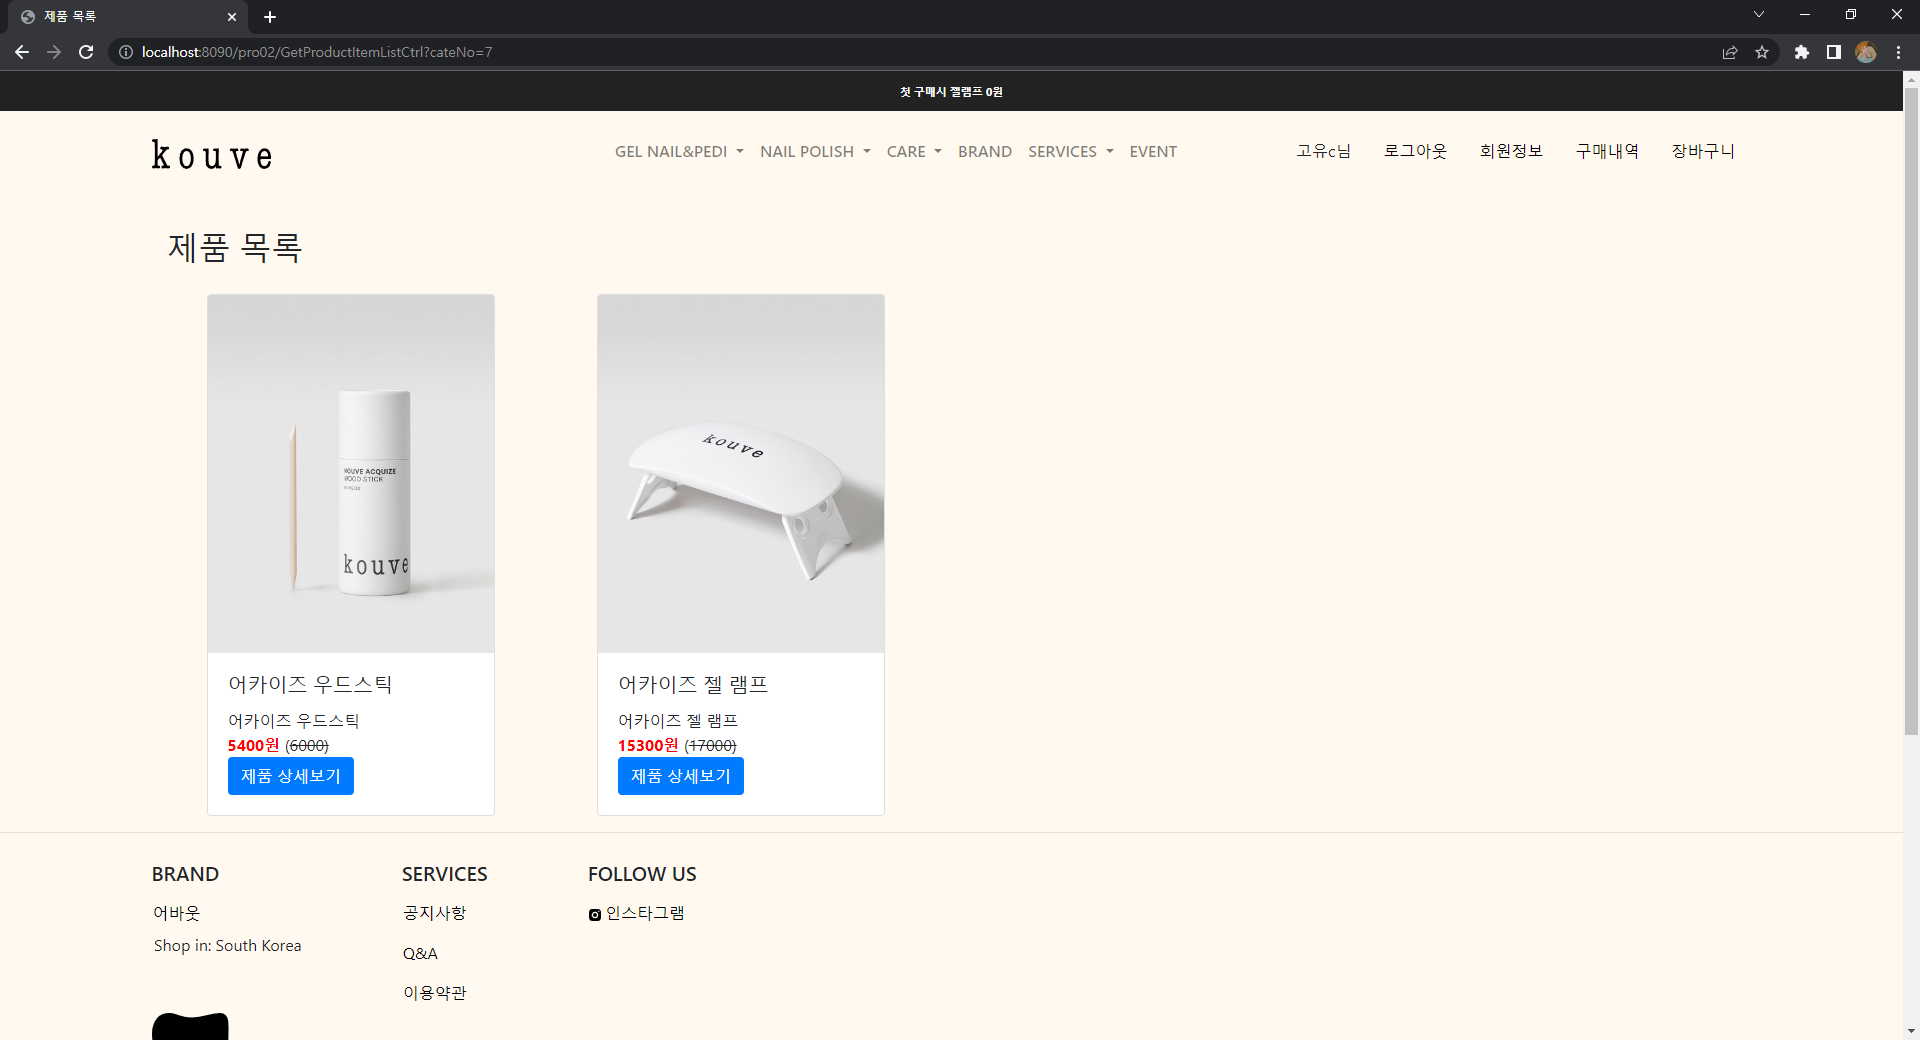 제품 목록
localhost:8090/pro02/GetProductItemListCtrl?cateNo=7
첫 구매시 젤램프 0원
kouve
GEL NAIL&PEDI NAIL POLISH CARE BRAND SERVICES EVENT
고유c님 로그아웃 회원정보 구매내역 장바구니
제품 목록
KOUVE ACQUIZE
WOOD STICK
kouve
kouve
어카이즈 우드스틱
어카이즈 우드스틱
5400원 (6000)
제품 상세보기
어카이즈 젤 램프
어카이즈 젤 램프
15300원 (17000)
제품 상세보기
BRAND
어바웃
Shop in: South Korea
SERVICES
공지사항
Q&A
이용약관
FOLLOW US
인스타그램